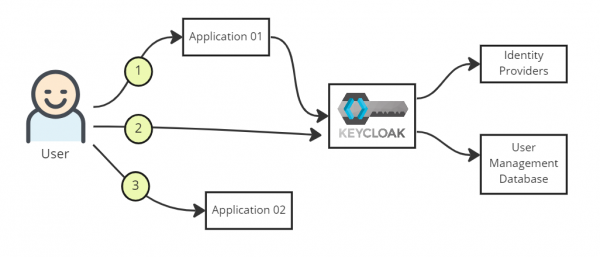 Application 01
1
Identity
Providers
2
KEYCLOAK
User
User
Management
Database
3
Application 02